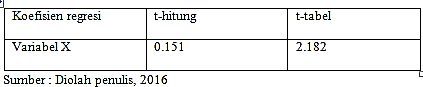 Koefisien regresi t-hitung t-tabel
Variabel X 0.151 2.182
Sumber : Diolah penulis, 2016